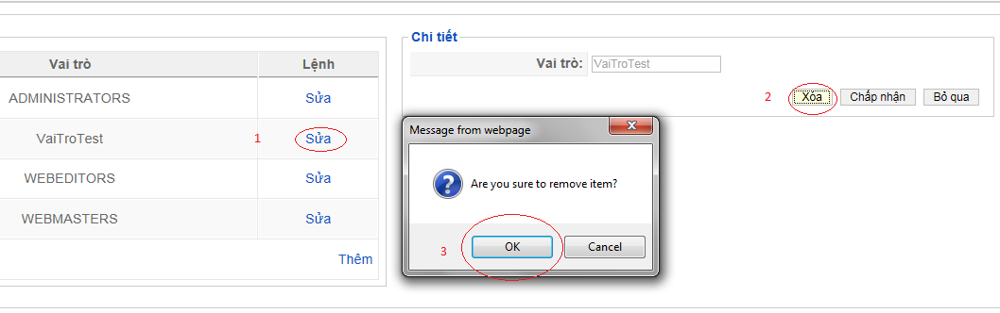 Vai trò Lệnh
ADMINISTRATORS Sửa
VaiTroTest 1 Sửa
WEBEDITORS Sửa
WEBMASTERS Sửa
Thêm
Chi tiết
Vai trò: VaiTroTest
2 Xóa Chấp nhận Bỏ qua
Message from webpage
Are you sure to remove item?
3 OK Cancel